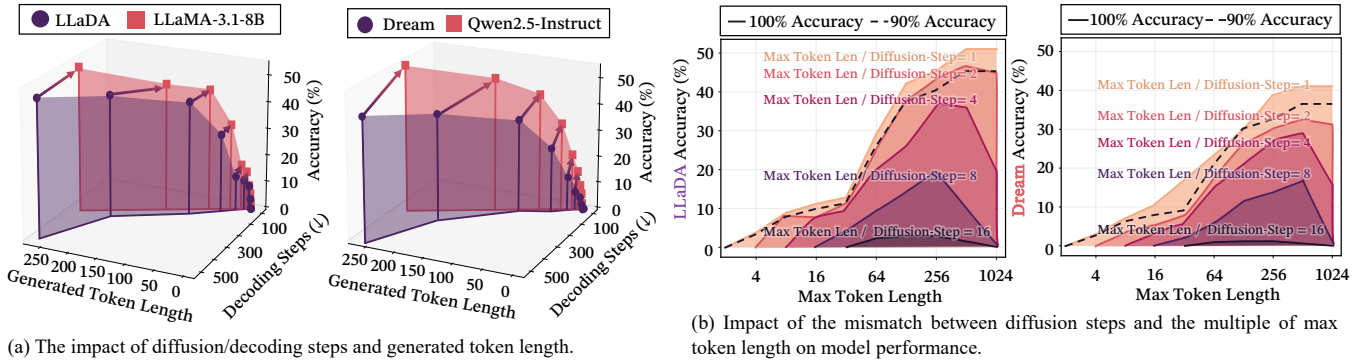 LLaDA LLaMA-3.1-8B
50
40
30
20
10
0
Accuracy (%)
100
300
500
Decoding Steps (↓)
250
200
150
100
50
0
Generated Token Length
Dream Qwen2.5-Instruct
50
40
30
20
10
0
Accuracy (%)
100
300
500
Decoding Steps (↓)
250
200
150
100
50
0
Generated Token Length
(a) The impact of diffusion/decoding steps and generated token length.
100% Accuracy 90% Accuracy
50
40
30
20
10
0
LLaDA Accuracy (%)
Max Token Len / Diffusion-Step= 1
Max Token Len / Diffusion-Step= 2
Max Token Len / Diffusion-Step= 4
Max Token Len / Diffusion-Step= 8
Max Token Len / Diffusion-Step = 16
4 16 64 256 1024
Max Token Length
100% Accuracy 90% Accuracy
50
40
30
20
10
0
Dream Accuracy (%)
Max Token Len / Diffusion-Step= 1
Max Token Len / Diffusion-Step= 2
Max Token Len / Diffusion-Step= 4
Max Token Len / Diffusion-Step= 8
Max Token Len / Diffusion-Step = 16
4 16 64 256 1024
Max Token Length
(b) Impact of the mismatch between diffusion steps and the multiple of max
token length on model performance.